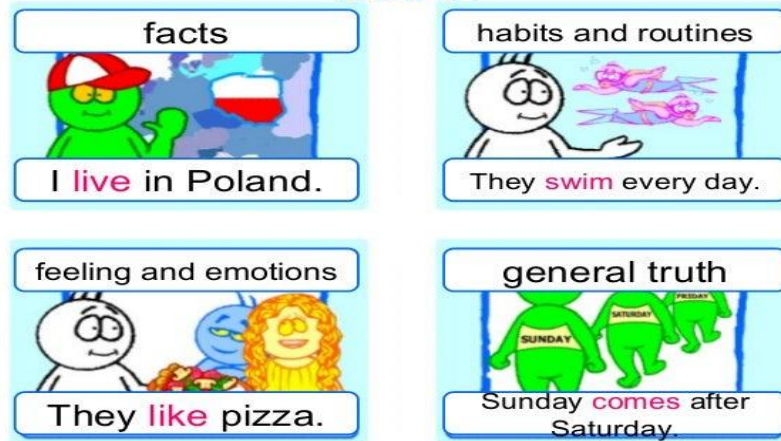 facts
I live in Poland.
habits and routines
They swim every day.
feeling and emotions
They like pizza.
general truth
SUNDAY
SATURDAY
FRIDAY
Sunday comes after
Saturday.